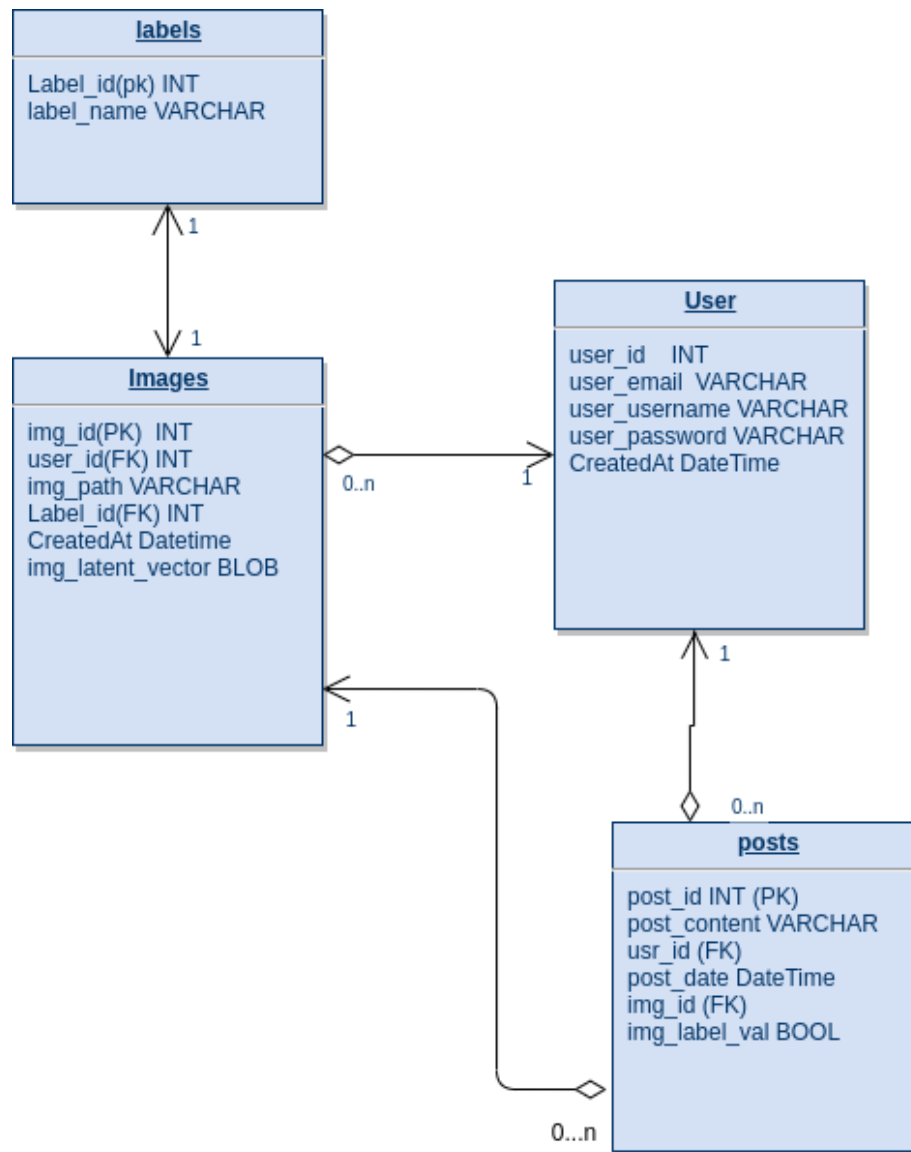 labels
Label_id(pk) INT
label_name VARCHAR
1
1
Images
img_id(PK) INT
user_id(FK) INT
img_path VARCHAR
Label_id(FK) INT
CreatedAt Datetime
img_latent_vector BLOB
0..n
1
User
user_id INT
user_email VARCHAR
user_username VARCHAR
user_password VARCHAR
CreatedAt DateTime
1
1
0..n
posts
post_id INT (PK)
post_content VARCHAR
usr_id (FK)
post_date DateTime
img_id (FK)
img_label_val BOOL
0...n